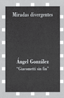 Miradas divergentes
Ángel González
"Giacometti en fin"